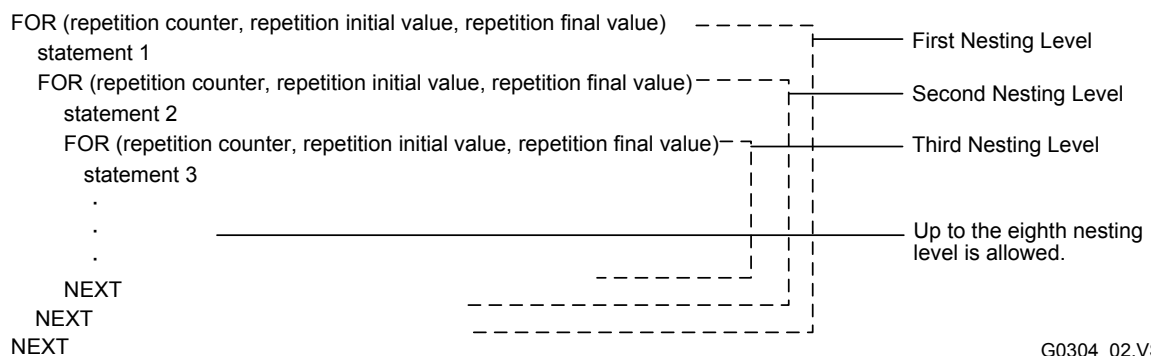 FOR (repetition counter, repetition initial value, repetition final value)
First Nesting Level
statement 1
FOR (repetition counter, repetition initial value, repetition final value)
Second Nesting Level
statement 2
FOR (repetition counter, repetition initial value, repetition final value)
Third Nesting Level
statement 3
.
.
.
Up to the eighth nesting
level is allowed.
NEXT
NEXT
NEXT